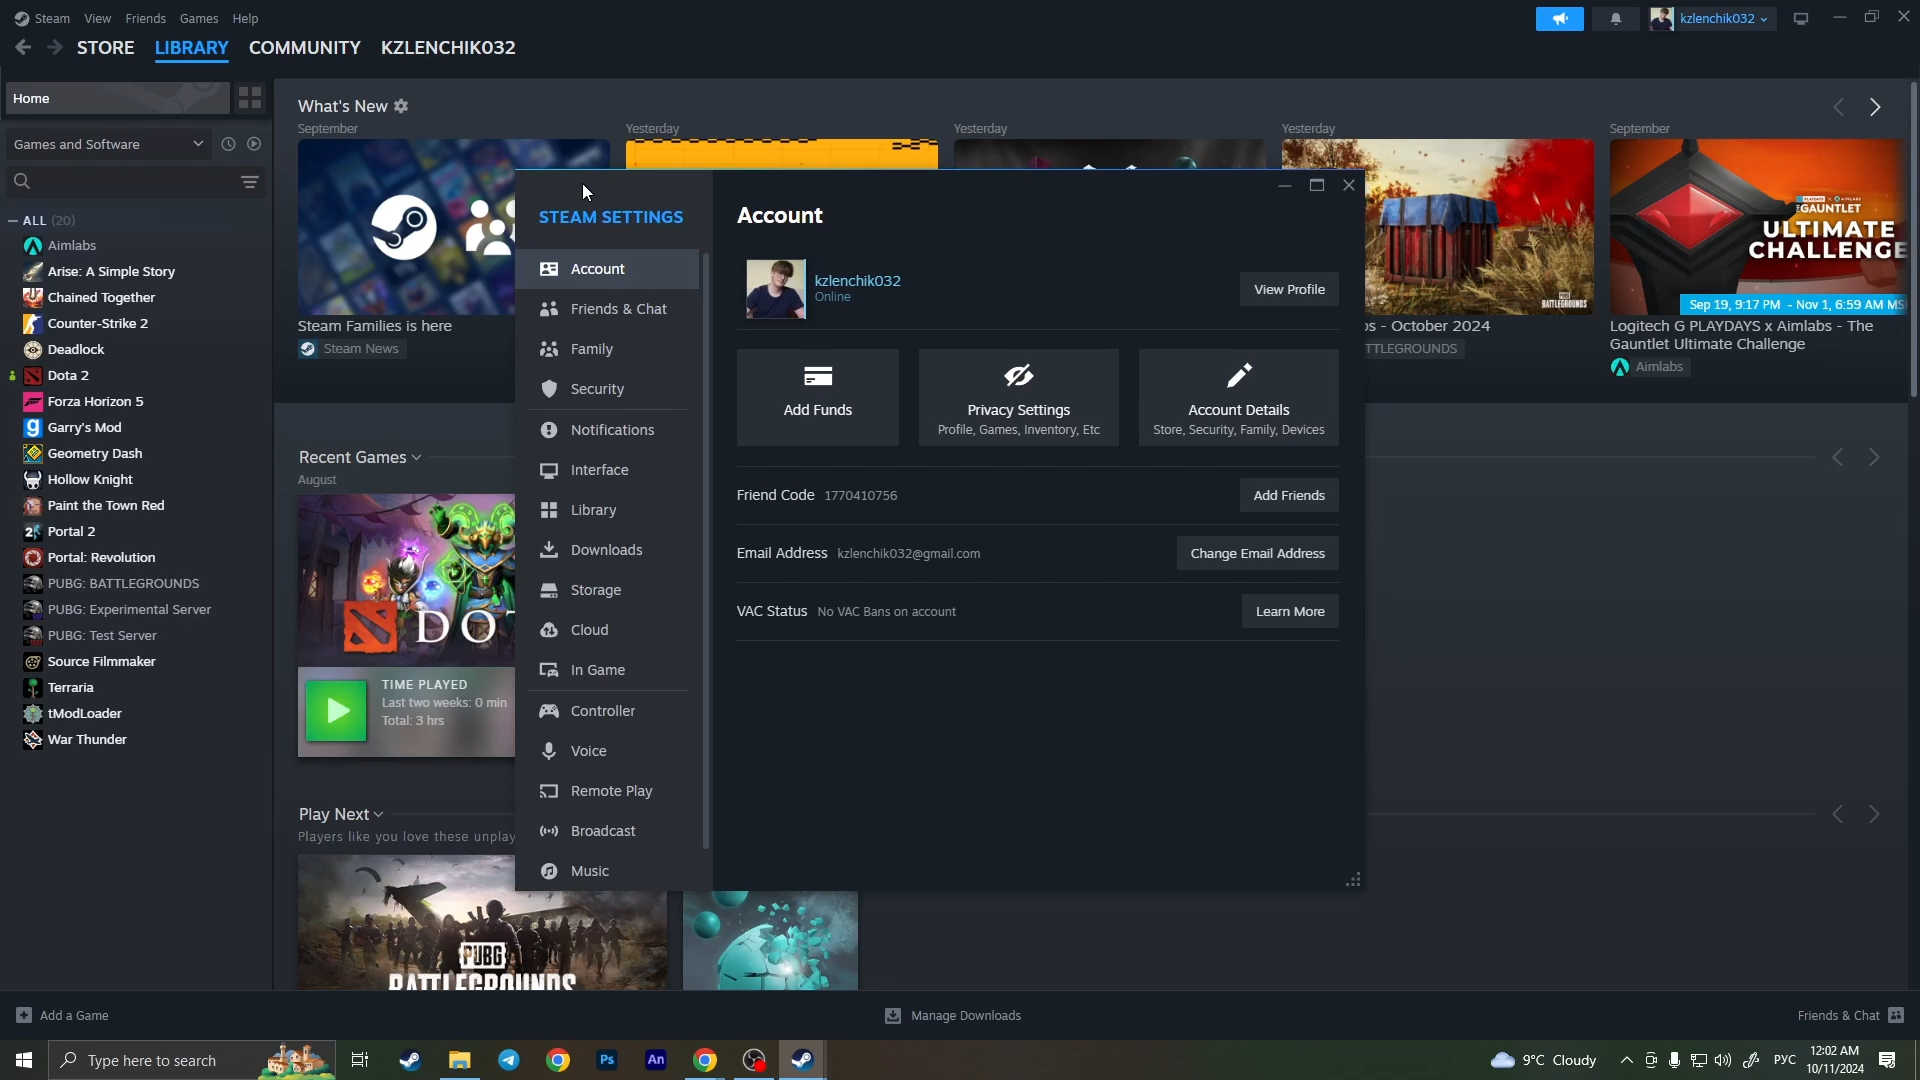 Steam View Friends Games Help
kzlenchik032
STORE LIBRARY COMMUNITY KZLENCHIK032
Home
Games and Software
ALL (20)
Aimlabs
Arise: A Simple Story
Chained Together
Counter-Strike 2
Deadlock
Dota 2
Forza Horizon 5
Garry's Mod
Geometry Dash
Hollow Knight
Paint the Town Red
Portal 2
Portal: Revolution
PUBG: BATTLEGROUNDS
PUBG: Experimental Server
PUBG: Test Server
Source Filmmaker
Terraria
tModLoader
War Thunder
What's New
September
Yesterday
Yesterday
Yesterday
September
Steam Families is here
Steam News
BATTLEGROUNDS
- October 2024
GAUNTLET
ULTIMATE
CHALLENGE
Sep 19, 9:17 PM - Nov 1, 6:59 AM
Logitech G PLAYDAYS x Aimlabs - The
Gauntlet Ultimate Challenge
Aimlabs
Recent Games
August
DO
TIME PLAYED
Last two weeks: 0 min
Total: 3 hrs
Play Next
Players like you love these
PUBG
BATTLEGROUNDS
STEAM SETTINGS
Account
Friends & Chat
Family
Security
Notifications
Interface
Library
Downloads
Storage
Cloud
In Game
Controller
Voice
Remote Play
Broadcast
Music
Account
kzlenchik032
Online
View Profile
Add Funds
Privacy Settings
Profile, Games, Inventory, Etc
Account Details
Store, Security, Family, Devices
Friend Code 1770410756
Add Friends
Email Address kzlenchik032@gmail.com
Change Email Address
VAC Status No VAC Bans on account
Learn More
Add a Game
Manage Downloads
Friends & Chat
Type here to search
Ps
An
9°C Cloudy
РУС
12:02 AM
10/11/2024